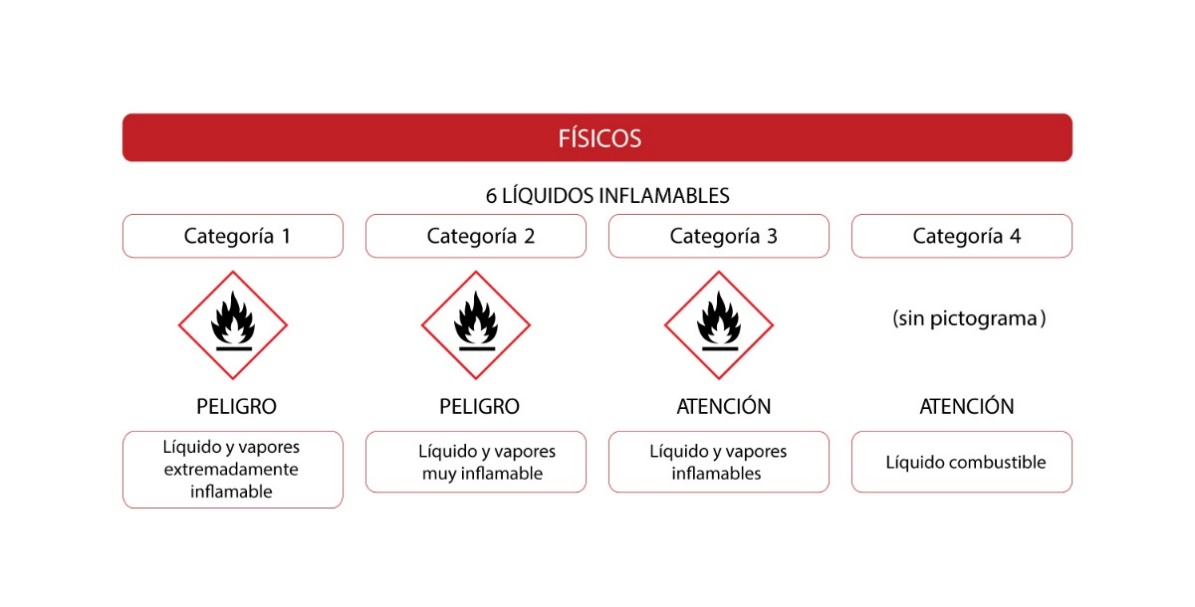 FÍSICOS
6 LÍQUIDOS INFLAMABLES
Categoría 1
Categoría 2
Categoría 3
Categoría 4
(sin pictograma)
PELIGRO
PELIGRO
ATENCIÓN
ATENCIÓN
Líquido y vapores
extremadamente
inflamable
Líquido y vapores
muy inflamable
Líquido y vapores
inflamables
Líquido combustible